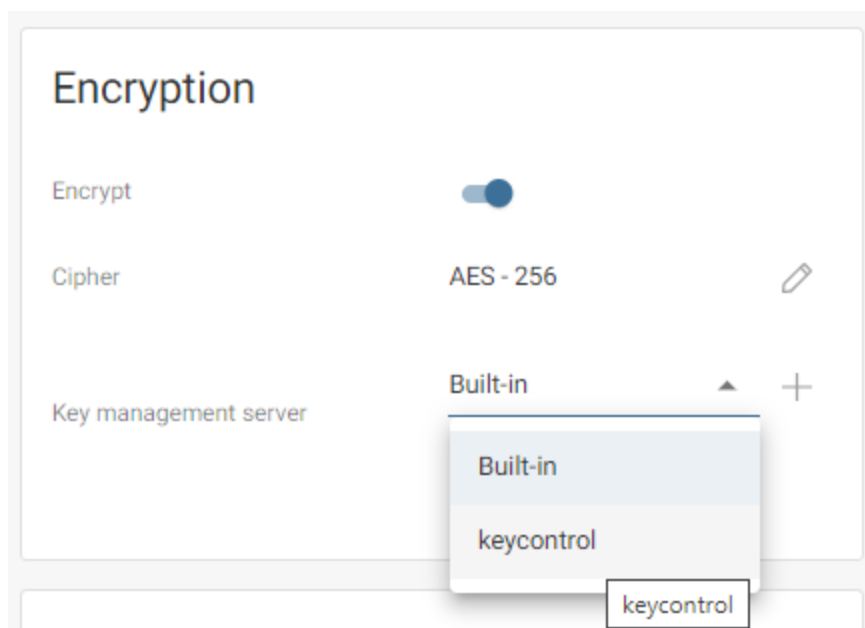 Encryption
Encrypt
Cipher AES - 256
Key management server Built-in
Built-in
keycontrol
keycontrol